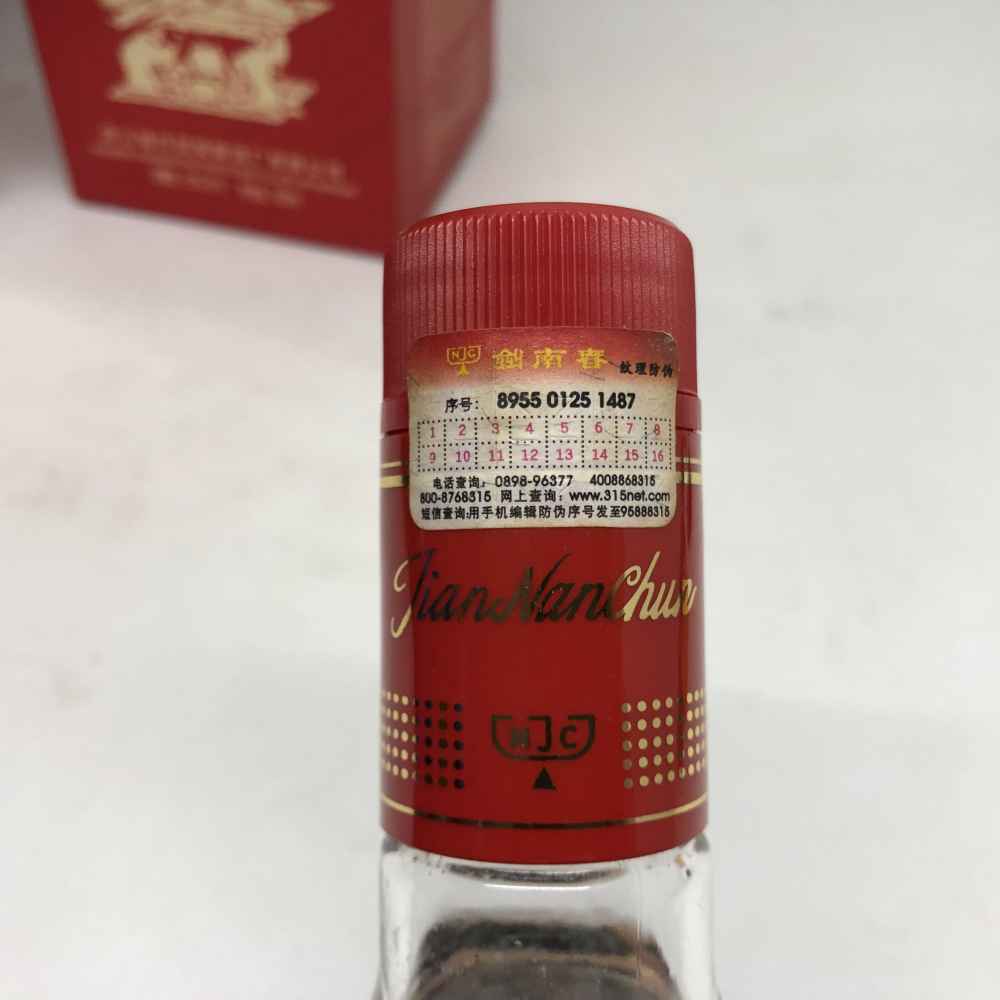 NJC 剑南春 纹理防伪
序号: 8955 0125 1487
1 2 3 4 5 6 7 8
9 10 11 12 13 14 15 16
电话查询: 0898-96377 4008868315
800-8768315 网上查询: www.315net.com
短信查询:用手机编辑防伪序号发至95888315
JianNanChun
NJC